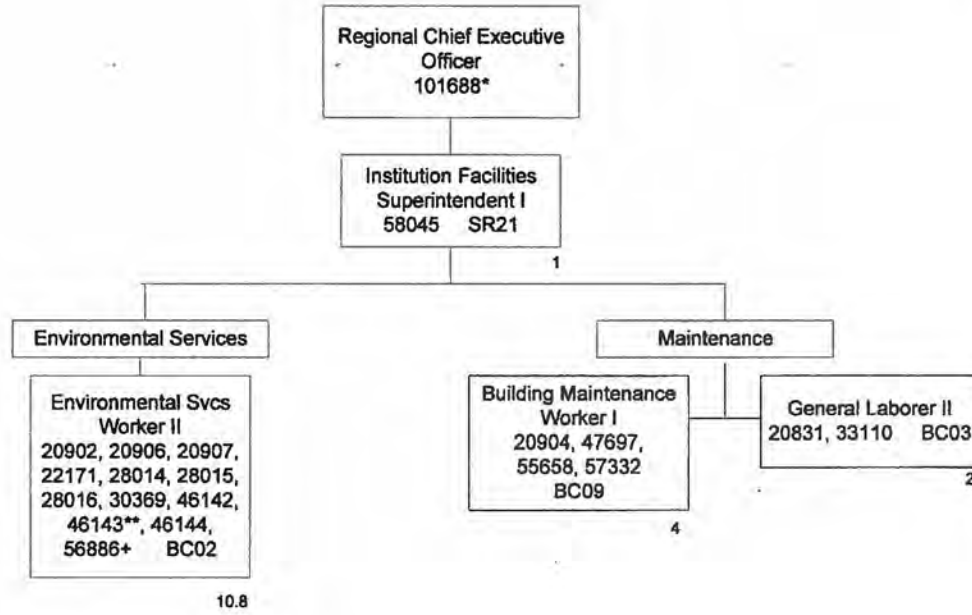 Regional Chief Executive
Officer
101688*
Institution Facilities
Superintendent I
58045 SR21
1
Environmental Services
Maintenance
Environmental Svcs
Worker II
20902, 20906, 20907,
22171, 28014, 28015,
28016, 30369, 46142,
46143**, 46144,
56886+ BC02
10.8
Building Maintenance
Worker I
20904, 47697,
55658, 57332
BC09
4
General Laborer II
20831, 33110 BC03
2